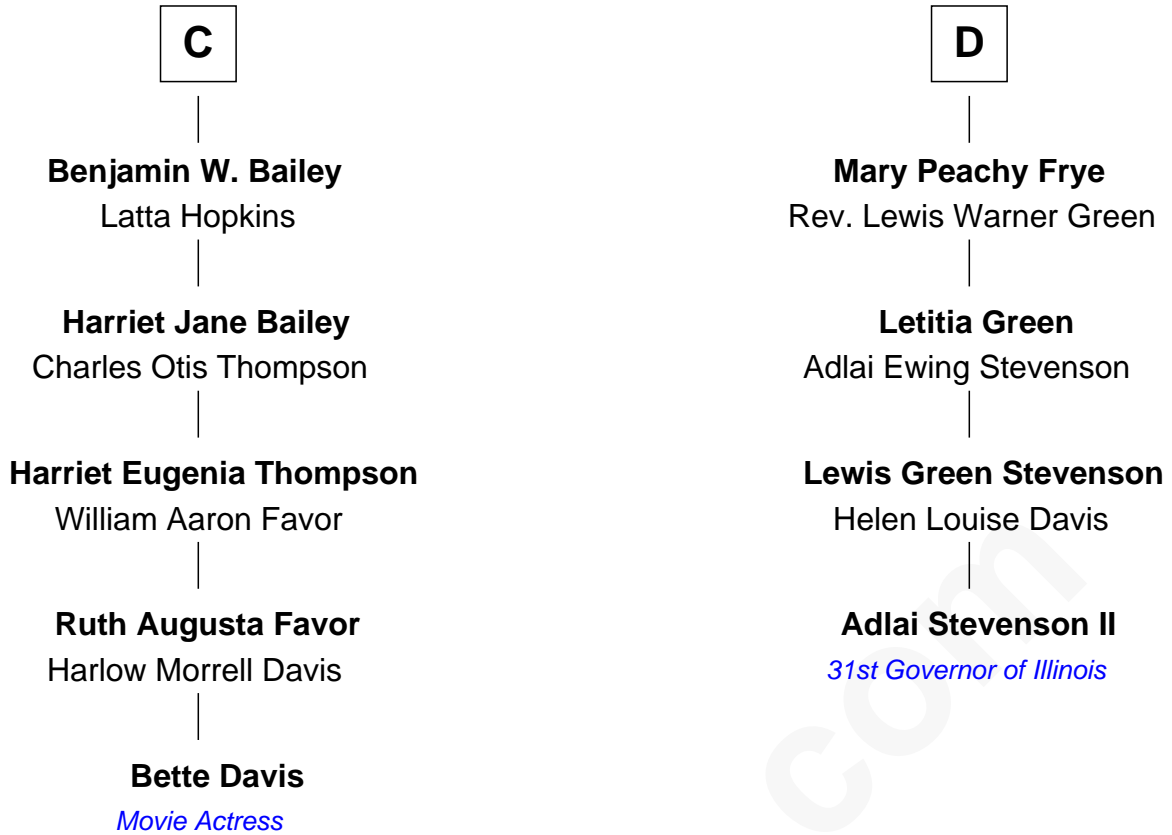 C
Benjamin W. Bailey
Latta Hopkins
Harriet Jane Bailey
Charles Otis Thompson
Harriet Eugenia Thompson
William Aaron Favor
Ruth Augusta Favor
Harlow Morrell Davis
Bette Davis
Movie Actress
D
Mary Peachy Frye
Rev. Lewis Warner Green
Letitia Green
Adlai Ewing Stevenson
Lewis Green Stevenson
Helen Louise Davis
Adlai Stevenson II
31st Governor of Illinois
com